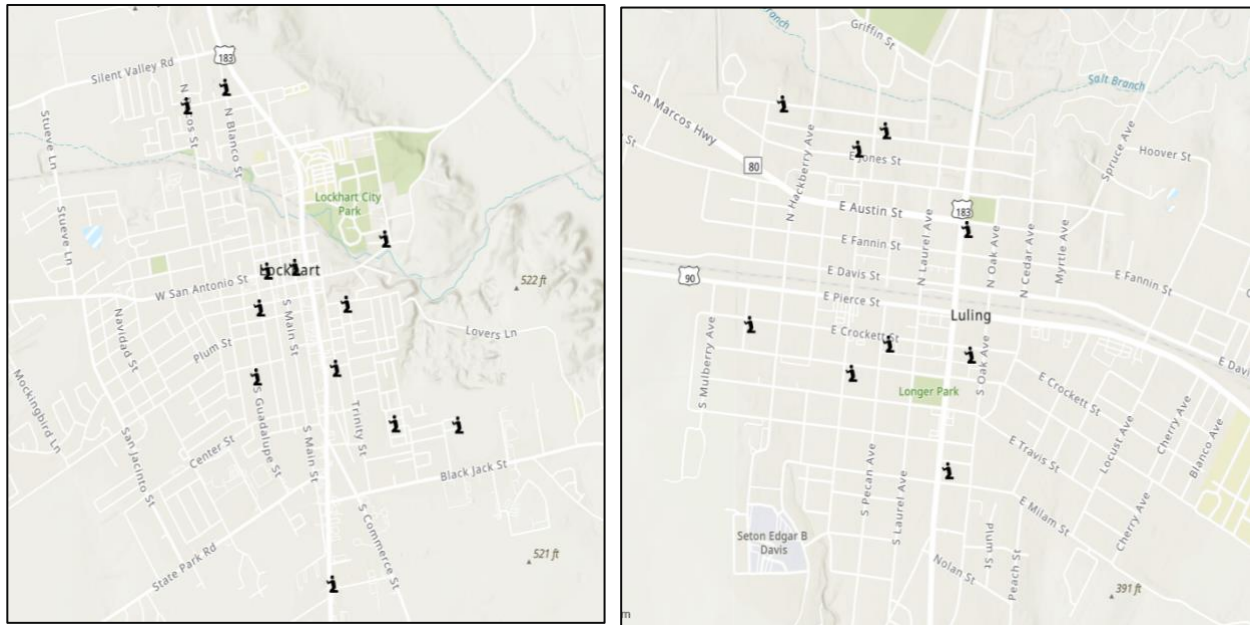 183
Silent Valley Rd
N Blanco St
Stueve Ln
Lockhart City
Park
Stueve Ln
Lockhart
522 ft
W San Antonio St
S Main St
Lovers Ln
Navidad St
Plum St
Mockingbird Ln
S Guadalupe St
Trinity St
San Jacinto St
Center St
S Main St
Black Jack St
S Commerce St
State Park Rd
521 ft
Griffin St
Salt Branch
San Marcos Hwy
St
Spruce Ave
Hoover St
80
N Hackberry Ave
E Jones St
E Austin St
183
N Laurel Ave
N Oak Ave
N Cedar Ave
Myrtle Ave
E Fannin St
E Davis St
E Fannin St
90
E Pierce St
Luling
E Crockett St
S Mulberry Ave
S Oak Ave
E Davi
Longer Park
E Crockett St
Cherry Ave
Locust Ave
Blanco Ave
E Travis St
S Pecan Ave
S Laurel Ave
E Milam St
Cherry Ave
Seton Edgar B
Davis
Plum St
Nolan St
Peach St
391 ft
m